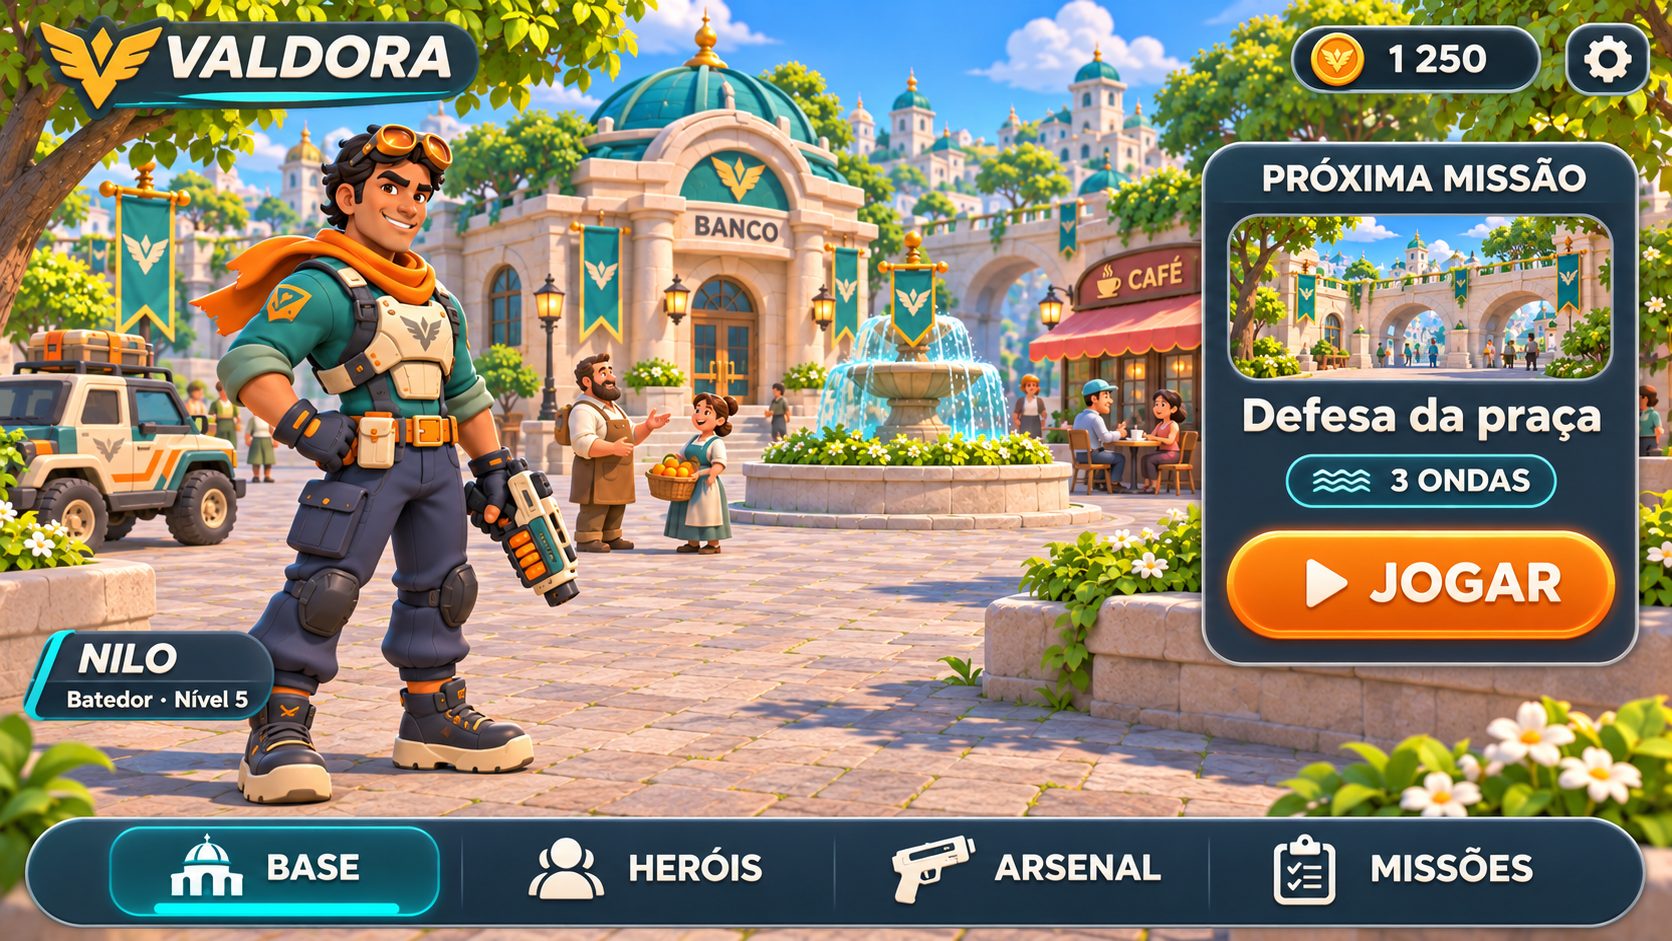 VALDORA
1 250
BANCO
CAFÉ
PRÓXIMA MISSÃO
Defesa da praça
3 ONDAS
JOGAR
NILO
Batedor · Nível 5
BASE
HERÓIS
ARSENAL
MISSÕES